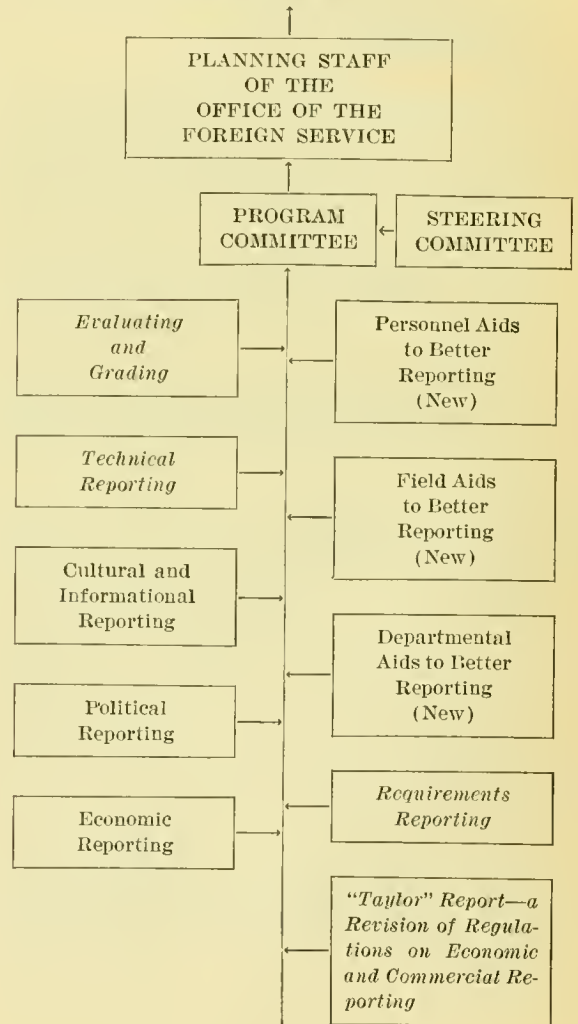 PLANNING STAFF
OF THE
OFFICE OF THE
FOREIGN SERVICE
PROGRAM
COMMITTEE
STEERING
COMMITTEE
Evaluating
and
Grading
Personnel Aids
to Better
Reporting
(New)
Technical
Reporting
Field Aids
to Better
Reporting
(New)
Cultural and
Informational
Reporting
Departmental
Aids to Better
Reporting
(New)
Political
Reporting
Requirements
Reporting
Economic
Reporting
"Taylor" Report—a
Revision of Regula-
tions on Economic
and Commercial Re-
porting